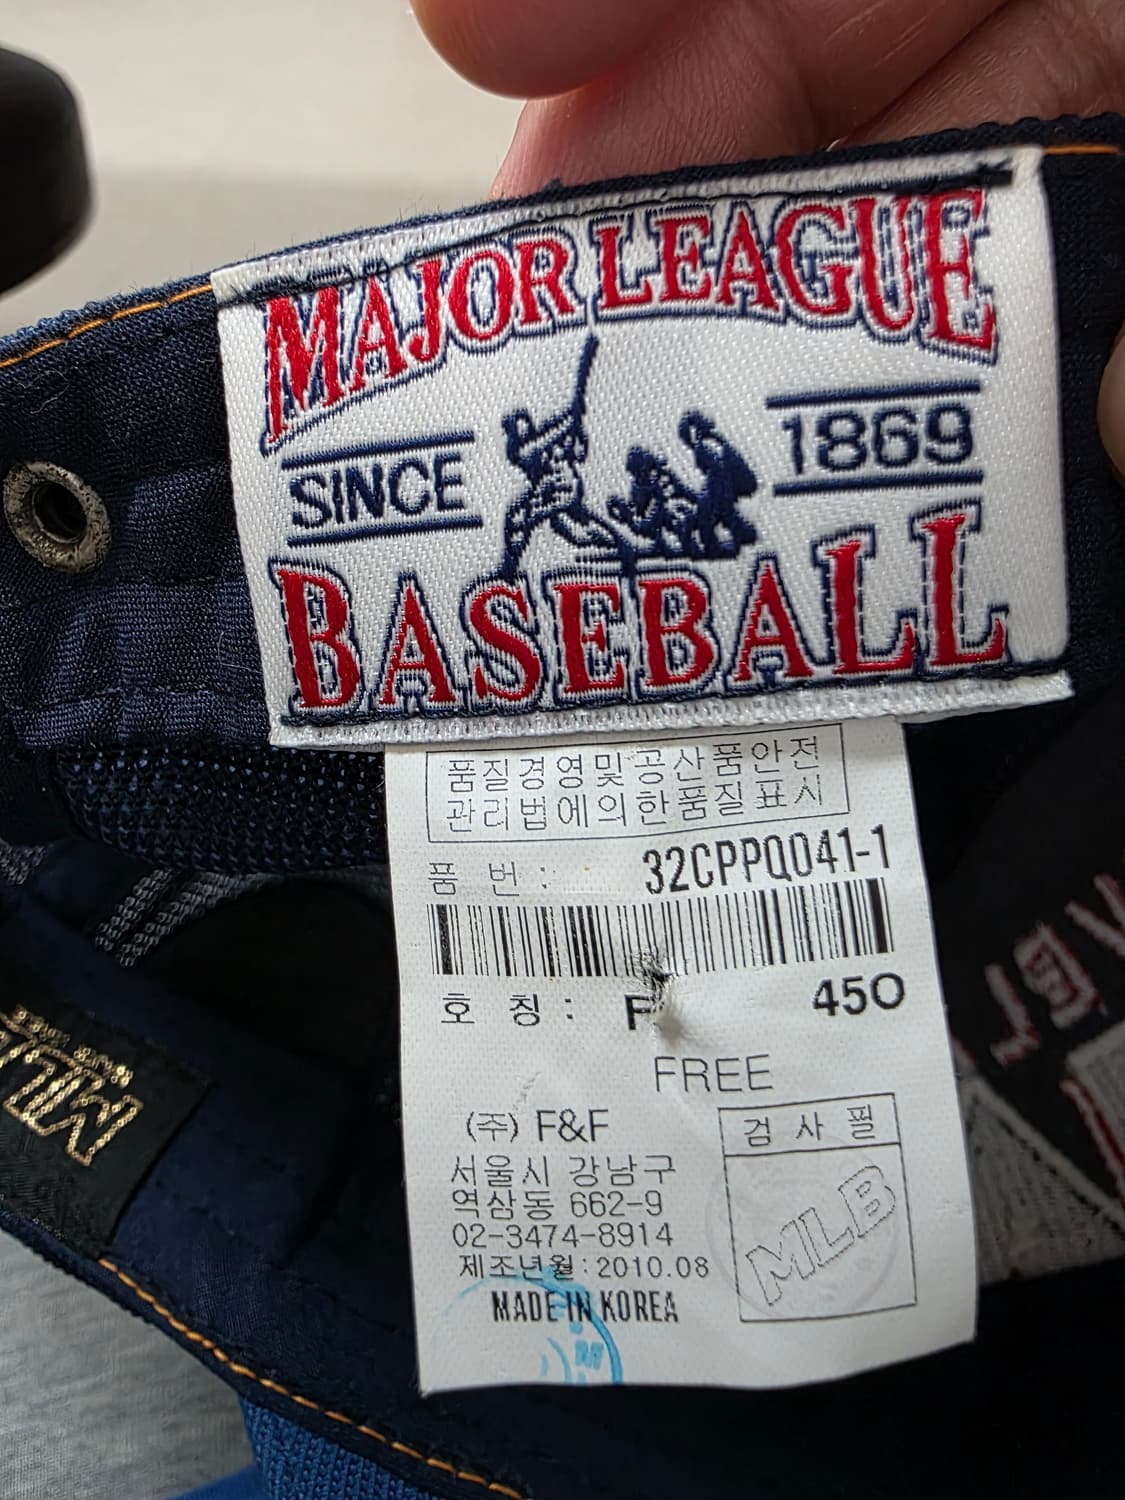 MAJOR LEAGUE
SINCE 1869
BASEBALL
품질경영및공산품안전
관리법에의한품질표시
품 번 : 32CPPQ041-1
호 칭 : F 450
FREE
(주) F&F
서울시 강남구
역삼동 662-9
02-3474-8914
제조년월:2010.08
MADE IN KOREA
검 사 필
MLB